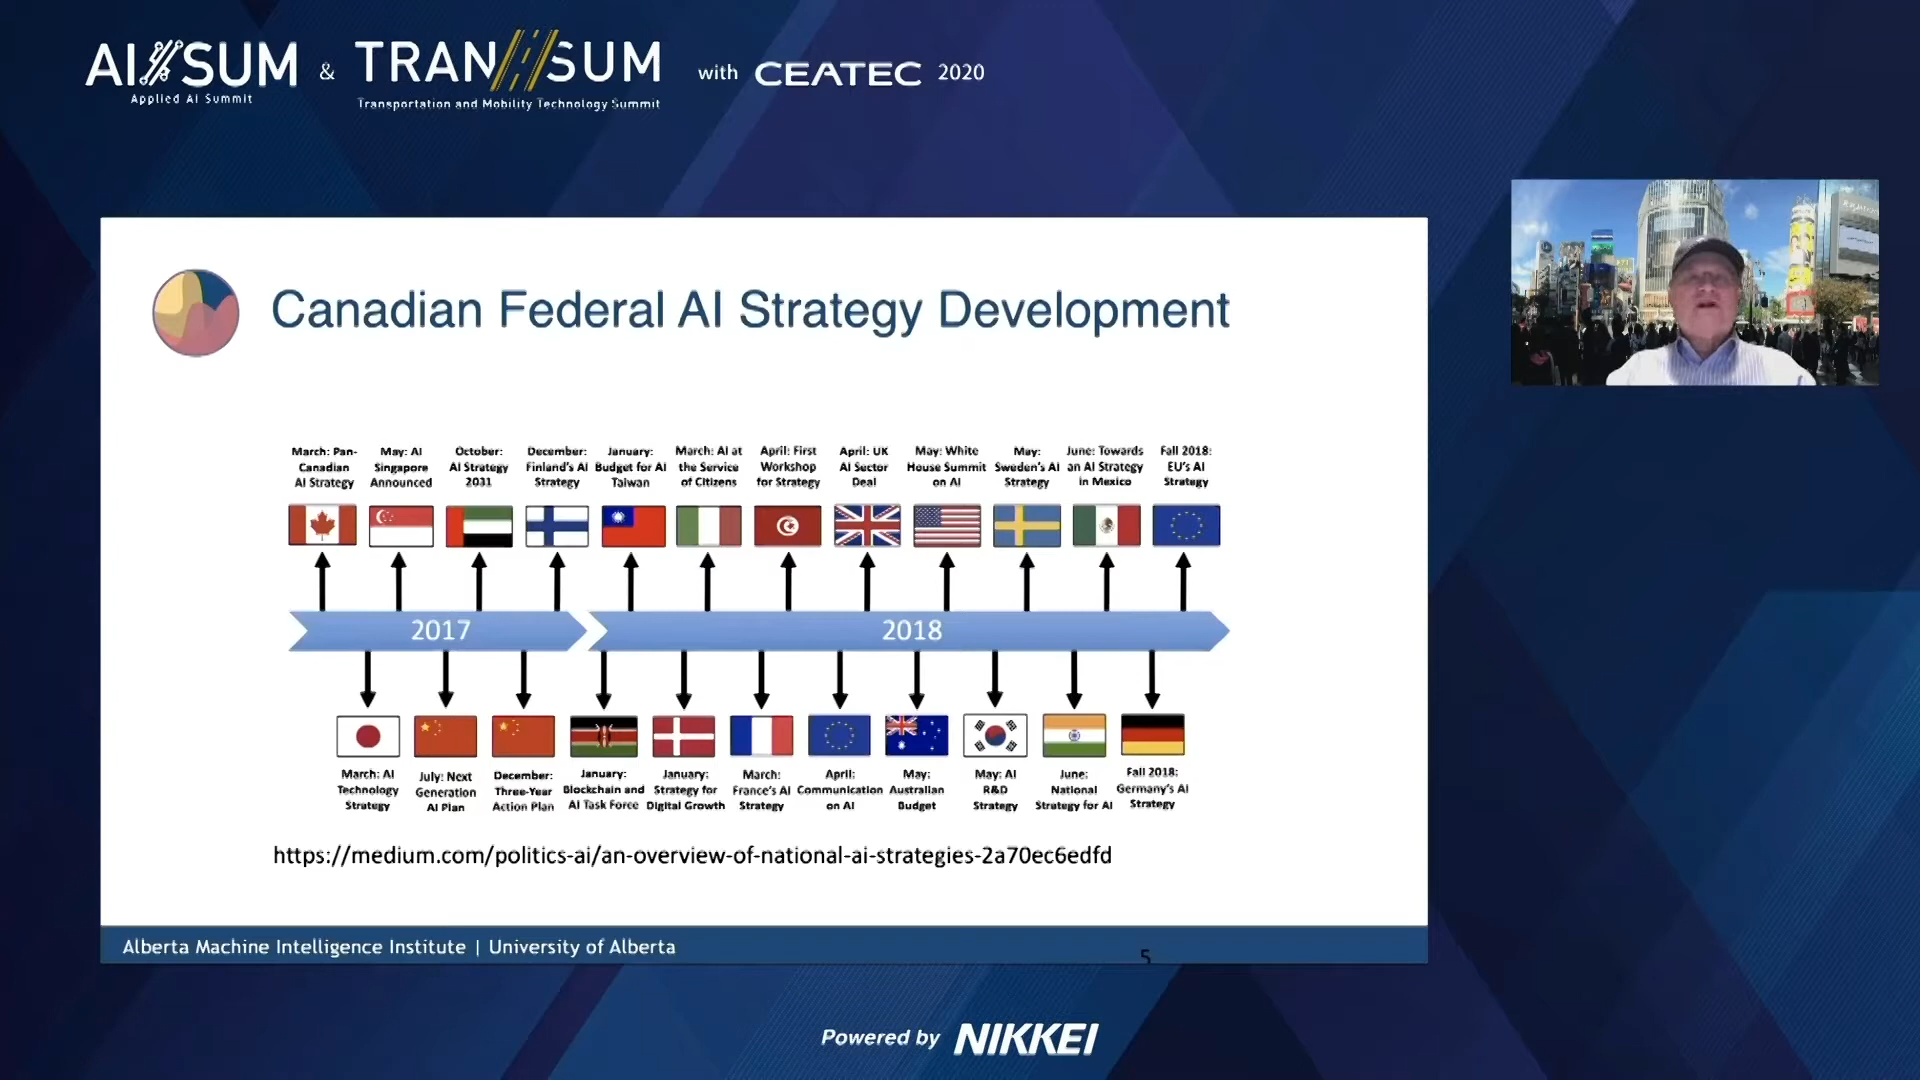 AI//SUM & TRAN//SUM with CEATEC 2020
Applied AI Summit
Transportation and Mobility Technology Summit
Canadian Federal AI Strategy Development
March: Pan-
Canadian
AI Strategy
May: AI
Singapore
Announced
October:
AI Strategy
2031
December:
Finland's AI
Strategy
January:
Budget for AI
Taiwan
March: AI at
the Service
of Citizens
April: First
Workshop
for Strategy
April: UK
AI Sector
Deal
May: White
House Summit
on AI
May:
Sweden's AI
Strategy
June: Towards
an AI Strategy
in Mexico
Fall 2018:
EU's AI
Strategy
2017
2018
March: AI
Technology
Strategy
July: Next
Generation
AI Plan
December:
Three-Year
Action Plan
January:
Blockchain and
AI Task Force
January:
Strategy for
Digital Growth
March:
France's AI
Strategy
April:
Communication
on AI
May:
Australian
Budget
May: AI
R&D
Strategy
June:
National
Strategy for AI
Fall 2018:
Germany's AI
Strategy
https://medium.com/politics-ai/an-overview-of-national-ai-strategies-2a70ec6edfd
Alberta Machine Intelligence Institute | University of Alberta
5
Powered by NIKKEI